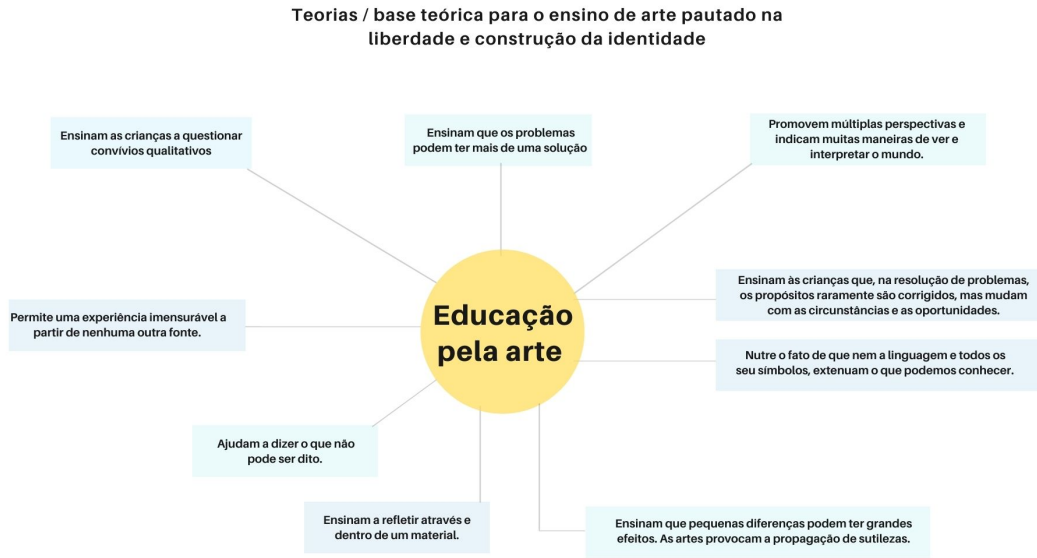 Teorias / base teórica para o ensino de arte pautado na
liberdade e construção da identidade
Ensinam as crianças a questionar
convívios qualitativos
Ensinam que os problemas
podem ter mais de uma solução
Promovem múltiplas perspectivas e
indicam muitas maneiras de ver e
interpretar o mundo.
Ensinam às crianças que, na resolução de problemas,
os propósitos raramente são corrigidos, mas mudam
com as circunstâncias e as oportunidades.
Permite uma experiência imensurável a
partir de nenhuma outra fonte.
Educação
pela arte
Nutre o fato de que nem a linguagem e todos os
seu símbolos, extenuam o que podemos conhecer.
Ajudam a dizer o que não
pode ser dito.
Ensinam a refletir através e
dentro de um material.
Ensinam que pequenas diferenças podem ter grandes
efeitos. As artes provocam a propagação de sutilezas.